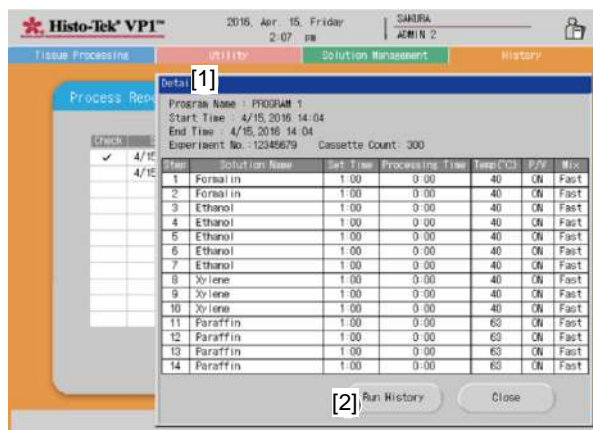 Histo-Tek® VP1™
2016, Apr. 15, Friday
2:07 pm
SAKURA
ADMIN 2
Tissue Processing
Utility
Solution Management
History
Process Repo
Check S
✓ 4/15
4/15
Detai [1]
Program Name : PROGRAM 1
Start Time : 4/15,2016 14:04
End Time : 4/15,2016 14:04
Experiment No. :12345679 Cassette Count: 300
Step Solution Name Set Time Processing Time Temp(°C) P/V Mix
1 Formalin 1:00 0:00 40 ON Fast
2 Formalin 1:00 0:00 40 ON Fast
3 Ethanol 1:00 0:00 40 ON Fast
4 Ethanol 1:00 0:00 40 ON Fast
5 Ethanol 1:00 0:00 40 ON Fast
6 Ethanol 1:00 0:00 40 ON Fast
7 Ethanol 1:00 0:00 40 ON Fast
8 Xylene 1:00 0:00 40 ON Fast
9 Xylene 1:00 0:00 40 ON Fast
10 Xylene 1:00 0:00 40 ON Fast
11 Paraffin 1:00 0:00 63 ON Fast
12 Paraffin 1:00 0:00 63 ON Fast
13 Paraffin 1:00 0:00 63 ON Fast
14 Paraffin 1:00 0:00 63 ON Fast
[2] Run History
Close